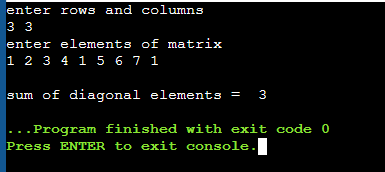 enter rows and columns
3 3
enter elements of matrix
1 2 3 4 1 5 6 7 1
sum of diagonal elements =  3
...Program finished with exit code 0
Press ENTER to exit console.